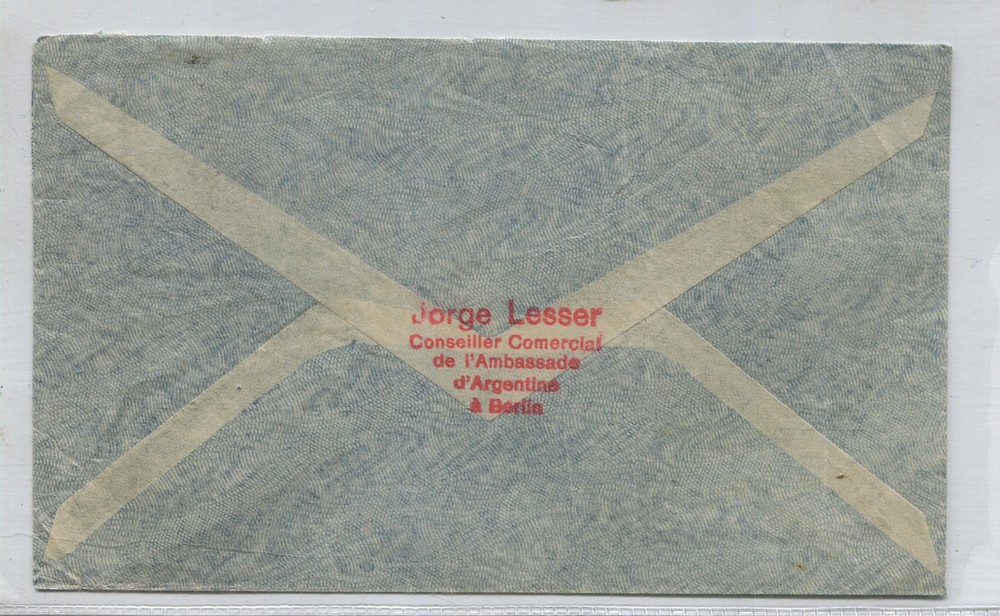 Jorge Lesser
Conseiller Comercial
de l'Ambassade
d'Argentine
à Berlin